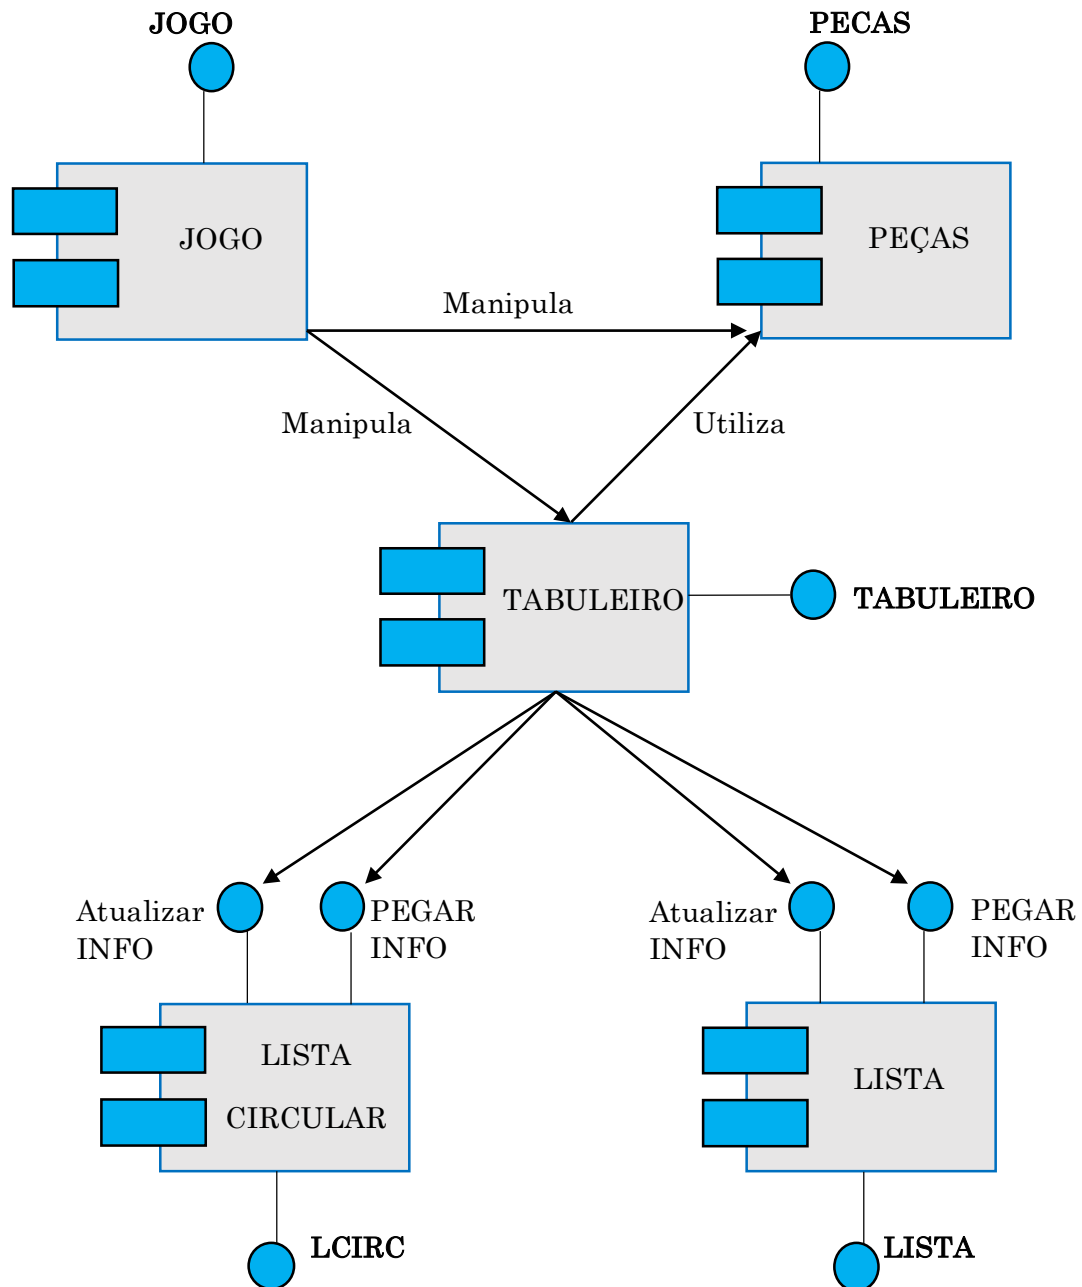 JOGO
PECAS
JOGO
PEÇAS
Manipula
Manipula
Utiliza
TABULEIRO
TABULEIRO
Atualizar
INFO
PEGAR
INFO
Atualizar
INFO
PEGAR
INFO
LISTA
CIRCULAR
LISTA
LCIRC
LISTA